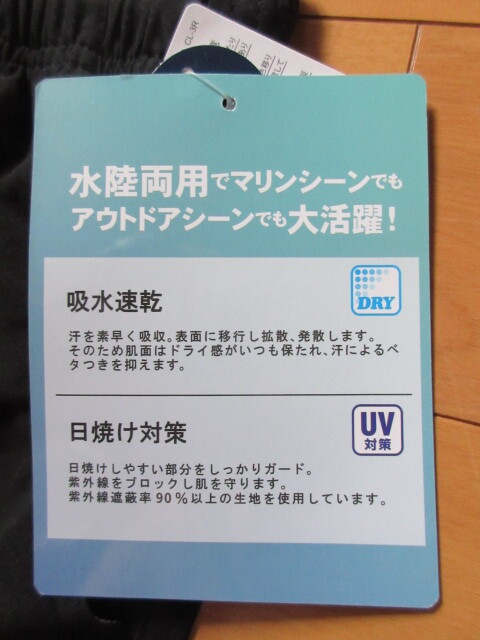 CL-3R
水陸両用でマリンシーンでも
アウトドアシーンでも大活躍！
吸水速乾
DRY
汗を素早く吸収。表面に移行し拡散、発散します。
そのため肌面はドライ感がいつも保たれ、汗によるベ
タつきを抑えます。
日焼け対策
UV
対策
日焼けしやすい部分をしっかりガード。
紫外線をブロックし肌を守ります。
紫外線遮蔽率90％以上の生地を使用しています。